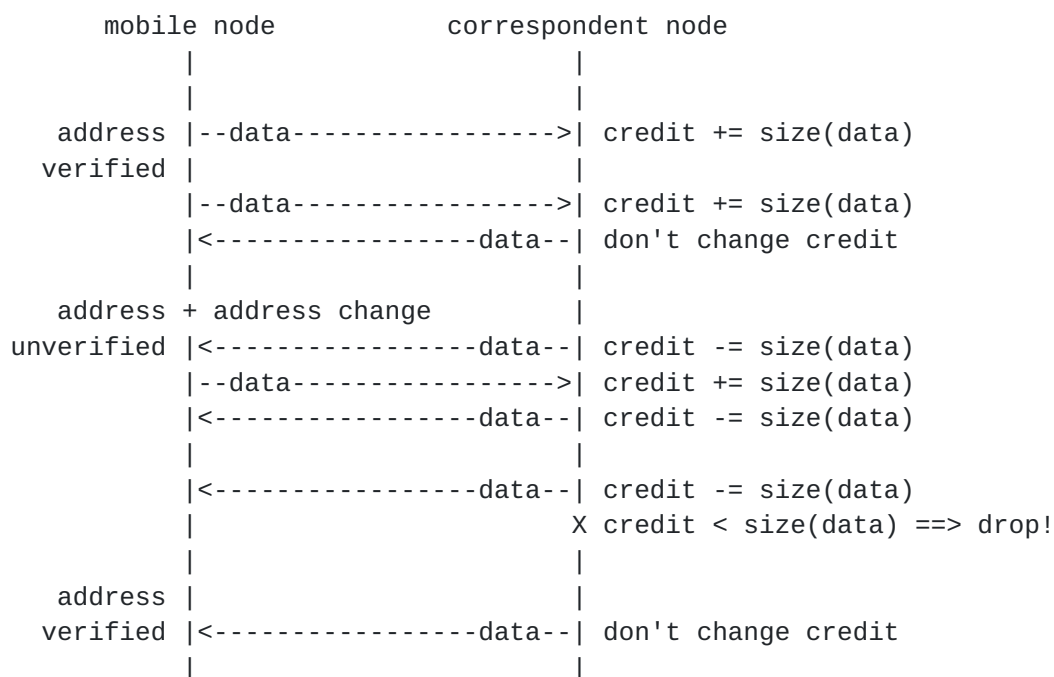 mobile node           correspondent node
           |                        |
           |                        |
   address |--data----------------->| credit += size(data)
  verified |                        |
           |--data----------------->| credit += size(data)
           |<-----------------data--| don't change credit
           |                        |
   address + address change         |
unverified |<-----------------data--| credit -= size(data)
           |--data----------------->| credit += size(data)
           |<-----------------data--| credit -= size(data)
           |                        |
           |<-----------------data--| credit -= size(data)
           |                        X credit < size(data) ==> drop!
           |                        |
   address |                        |
  verified |<-----------------data--| don't change credit
           |                        |